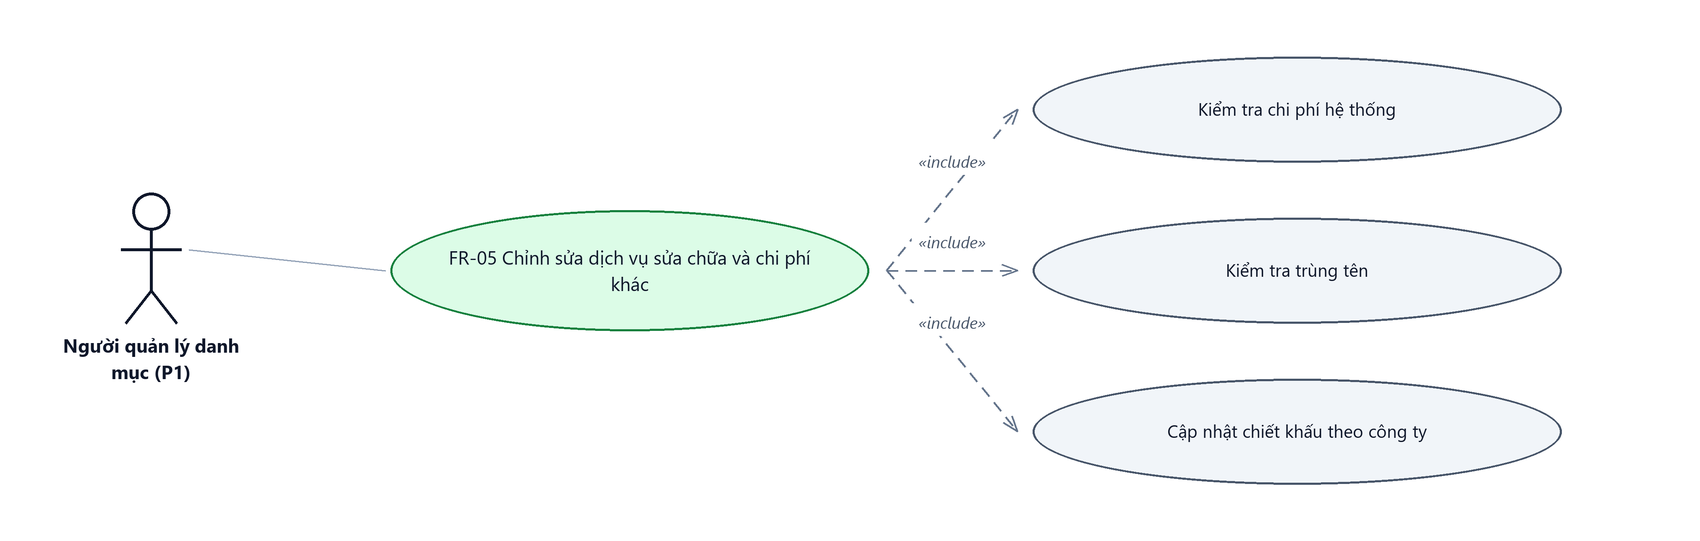 Người quản lý danh
mục (P1)
FR-05 Chỉnh sửa dịch vụ sửa chữa và chi phí
khác
«include»
«include»
«include»
Kiểm tra chi phí hệ thống
Kiểm tra trùng tên
Cập nhật chiết khấu theo công ty